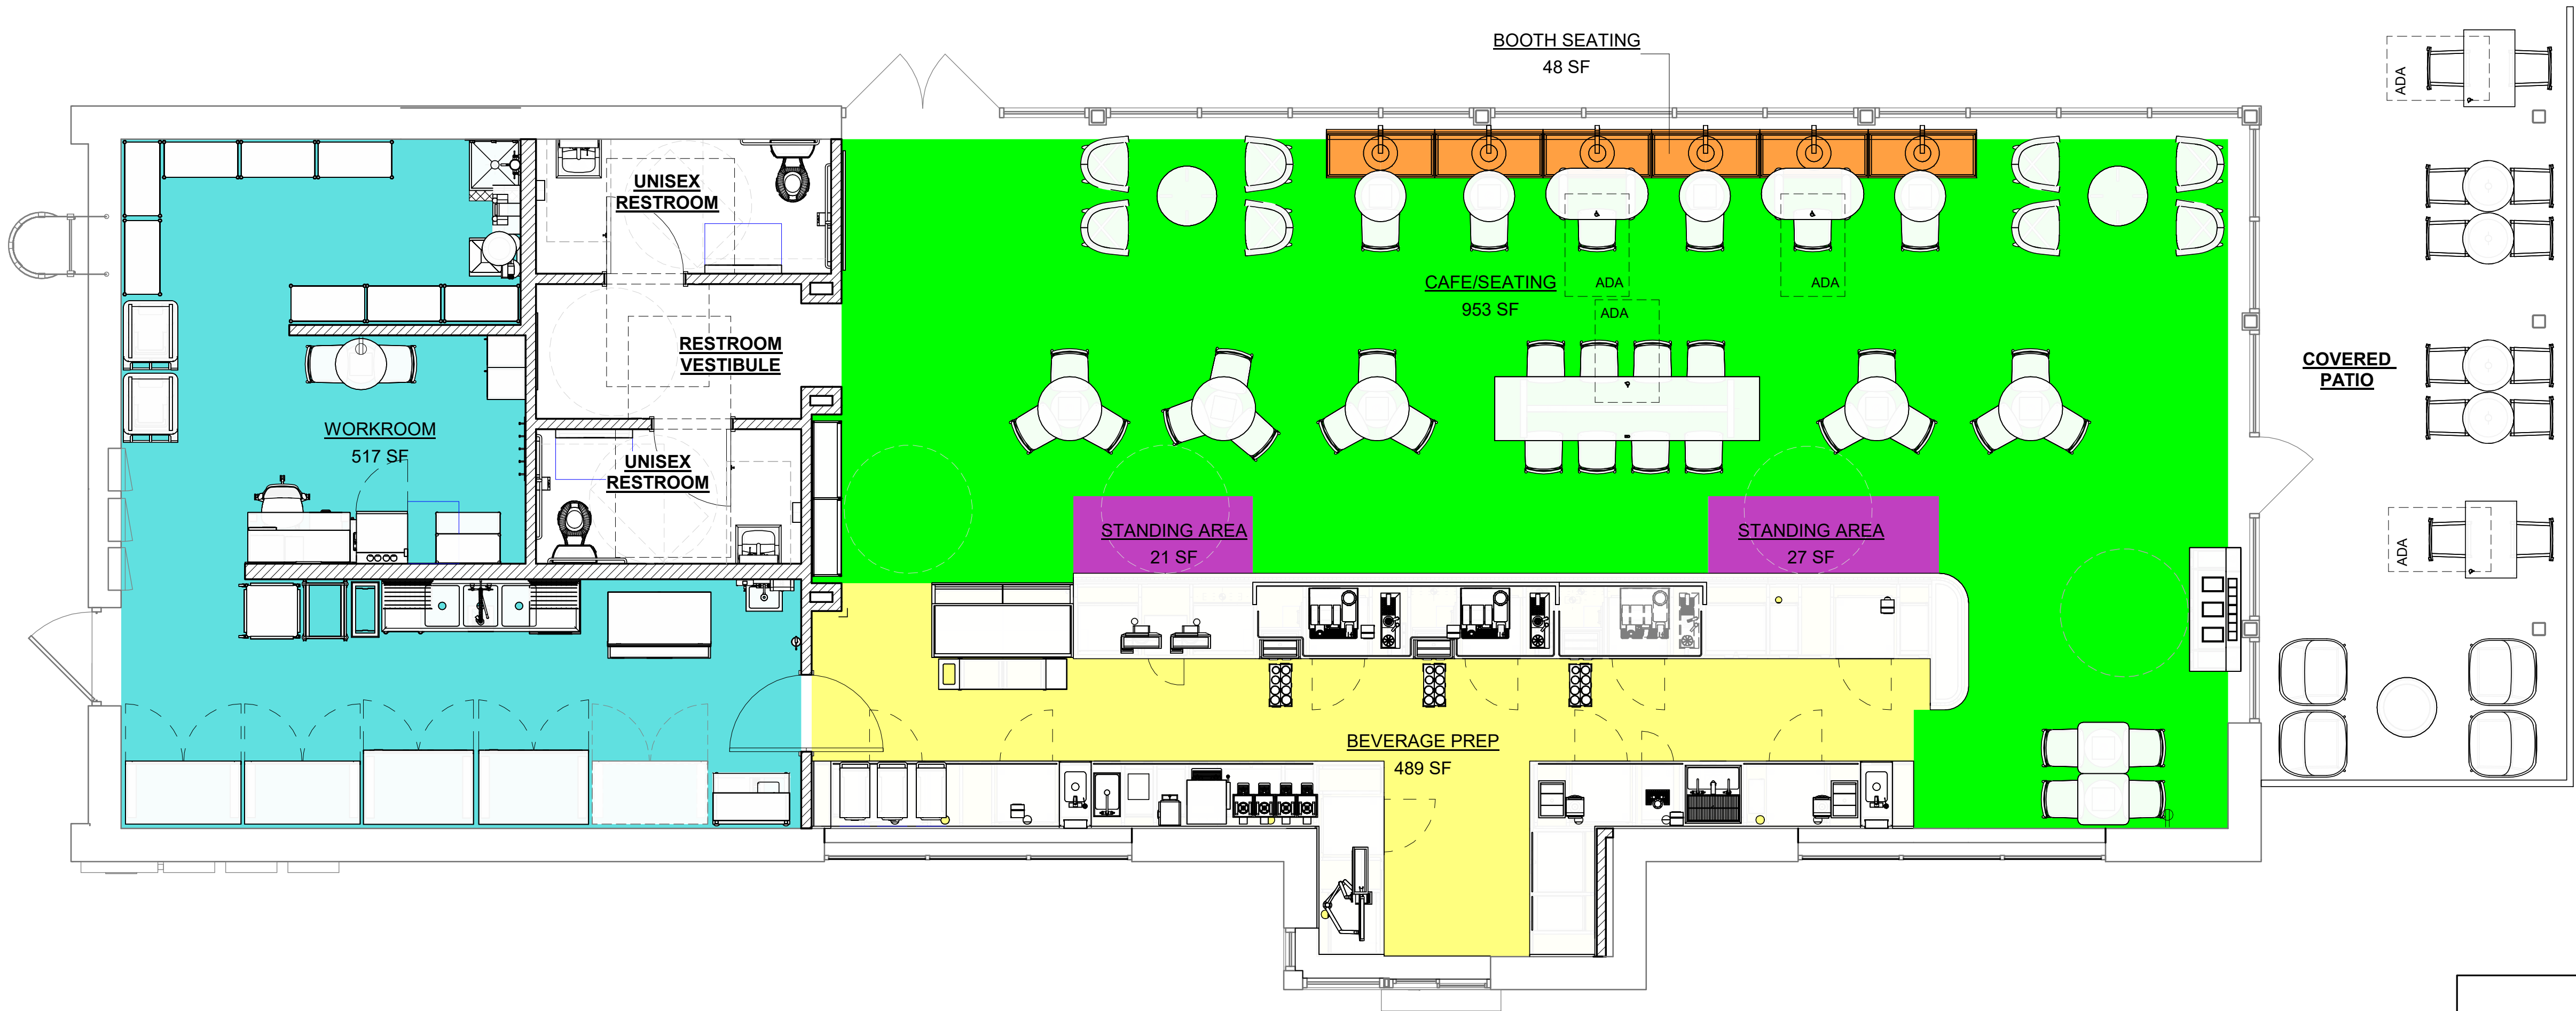 BOOTH SEATING
48 SF
ADA
UNISEX
RESTROOM
CAFE/SEATING
953 SF
ADA
ADA
ADA
RESTROOM
VESTIBULE
COVERED
PATIO
WORKROOM
517 SF
UNISEX
RESTROOM
STANDING AREA
21 SF
STANDING AREA
27 SF
ADA
BEVERAGE PREP
489 SF